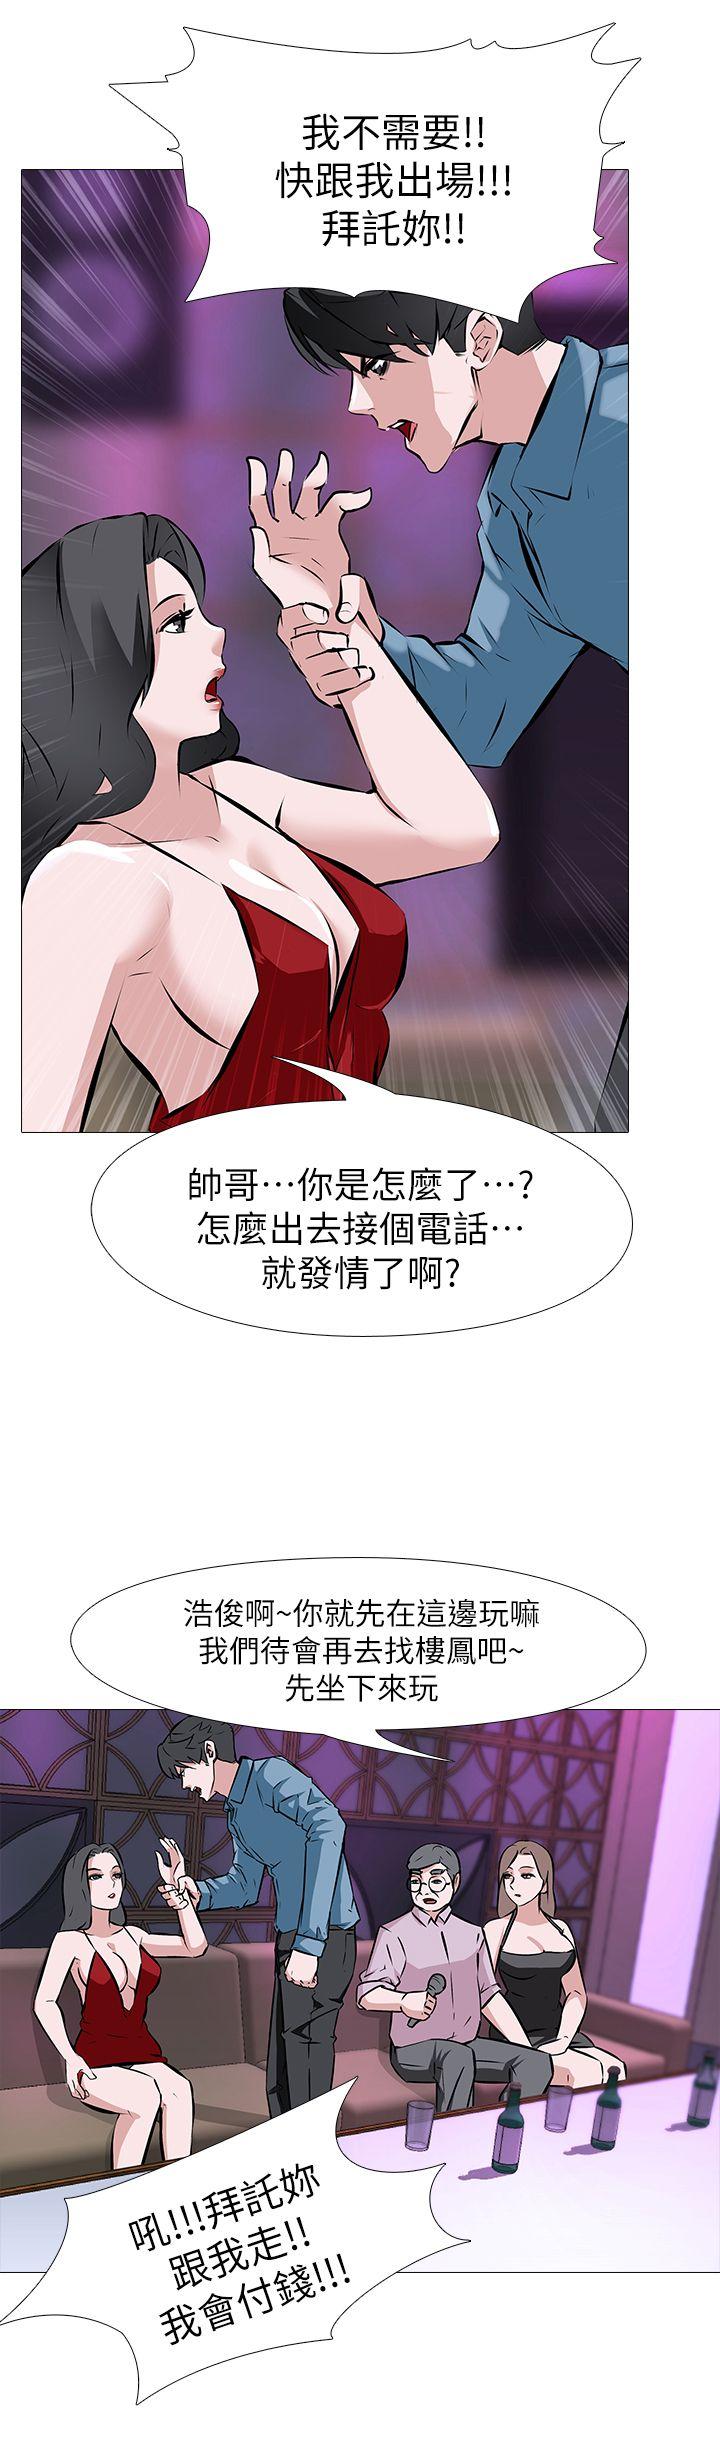 我不需要!!
快跟我出場!!!
拜託妳!!
帥哥…你是怎麼了…?
怎麼出去接個電話…
就發情了啊?
浩俊啊~你就先在這邊玩嘛
我們待會再去找樓鳳吧~
先坐下來玩
吼!!!拜託妳
跟我走!!
我會付錢!!!